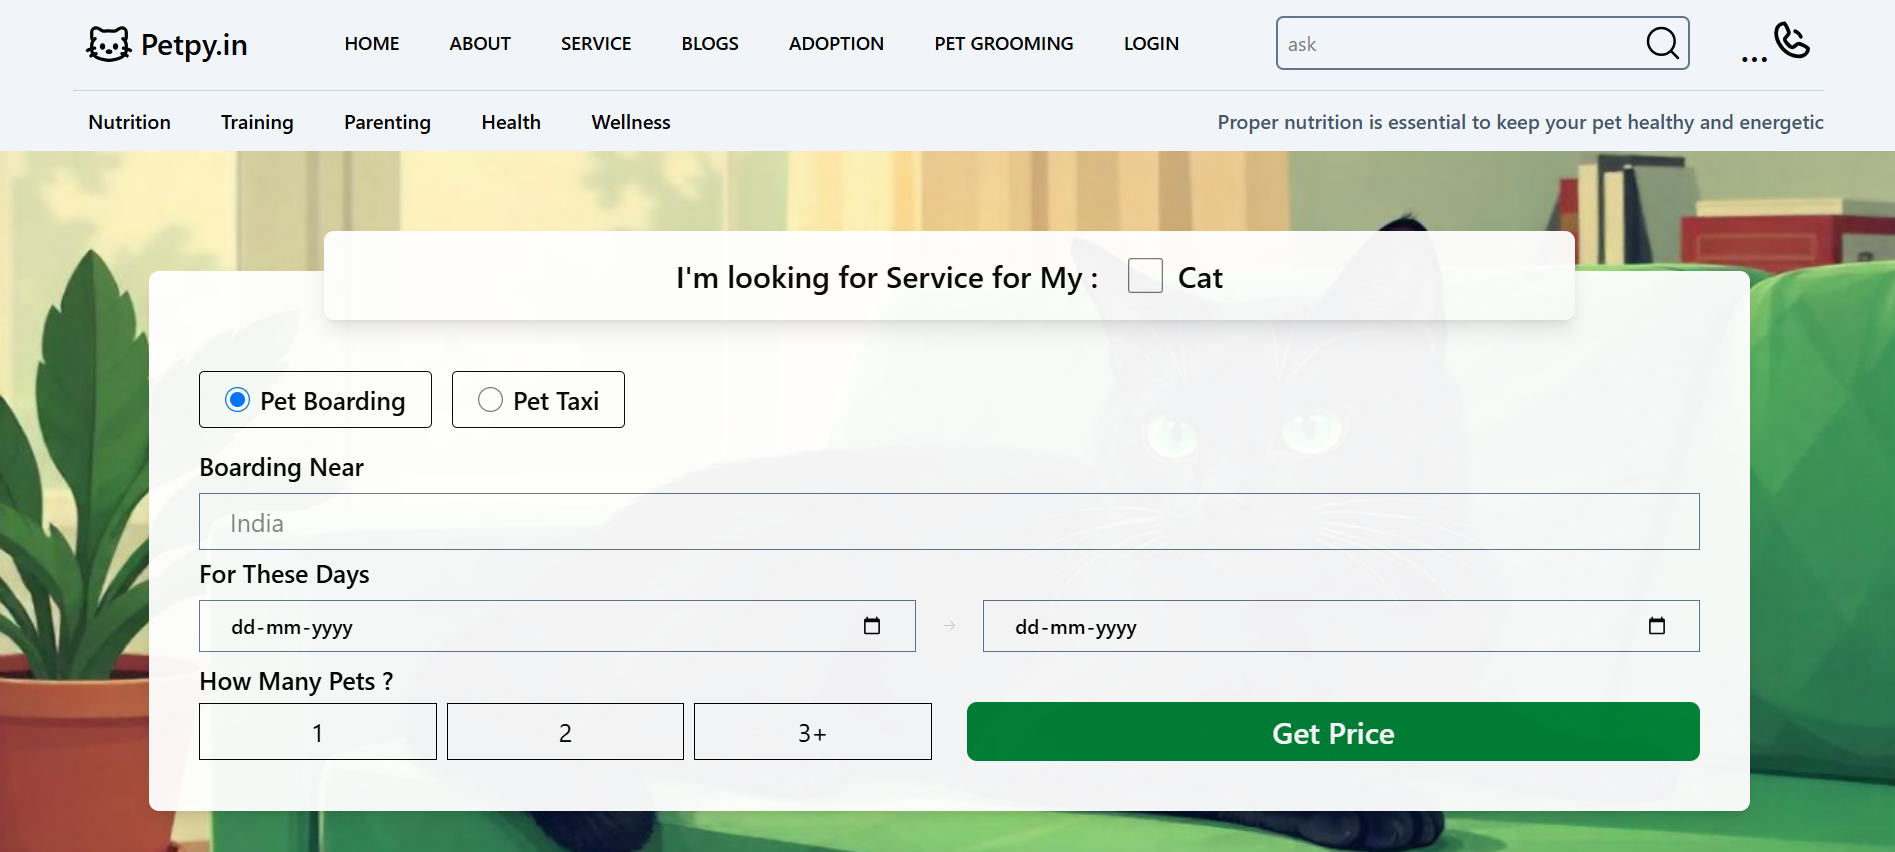 Petpy.in HOME ABOUT SERVICE BLOGS ADOPTION PET GROOMING LOGIN ask ...
Nutrition Training Parenting Health Wellness Proper nutrition is essential to keep your pet healthy and energetic
I'm looking for Service for My : Cat
Pet Boarding Pet Taxi
Boarding Near
India
For These Days
dd-mm-yyyy → dd-mm-yyyy
How Many Pets ?
1 2 3+ Get Price